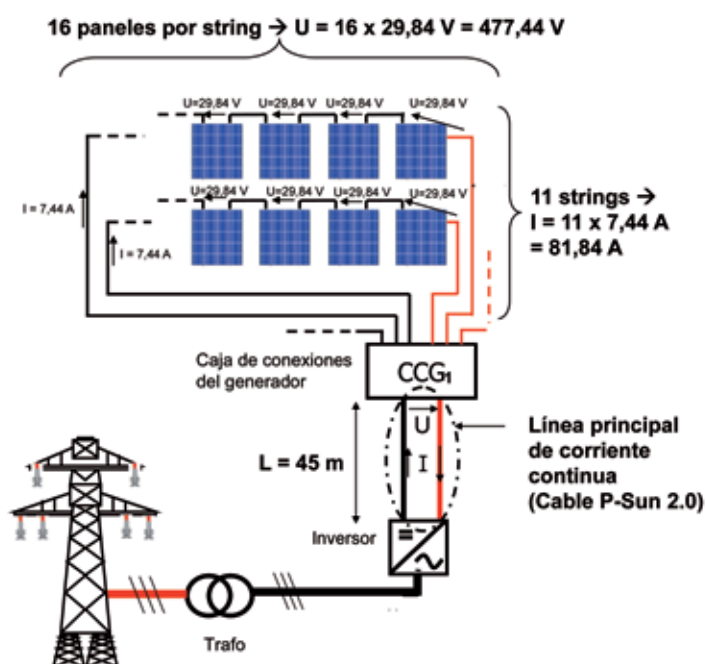 16 paneles por string → U = 16 x 29,84 V = 477,44 V
U=29,84 V U=29,84 V U=29,84 V U=29,84 V
U=29,84 V U=29,84 V U=29,84 V U=29,84 V
I = 7,44 A
I = 7,44 A
11 strings →
I = 11 x 7,44 A
= 81,84 A
Caja de conexiones
del generador
CCG1
U
I
L = 45 m
Línea principal
de corriente
continua
(Cable P-Sun 2.0)
Inversor
Trafo